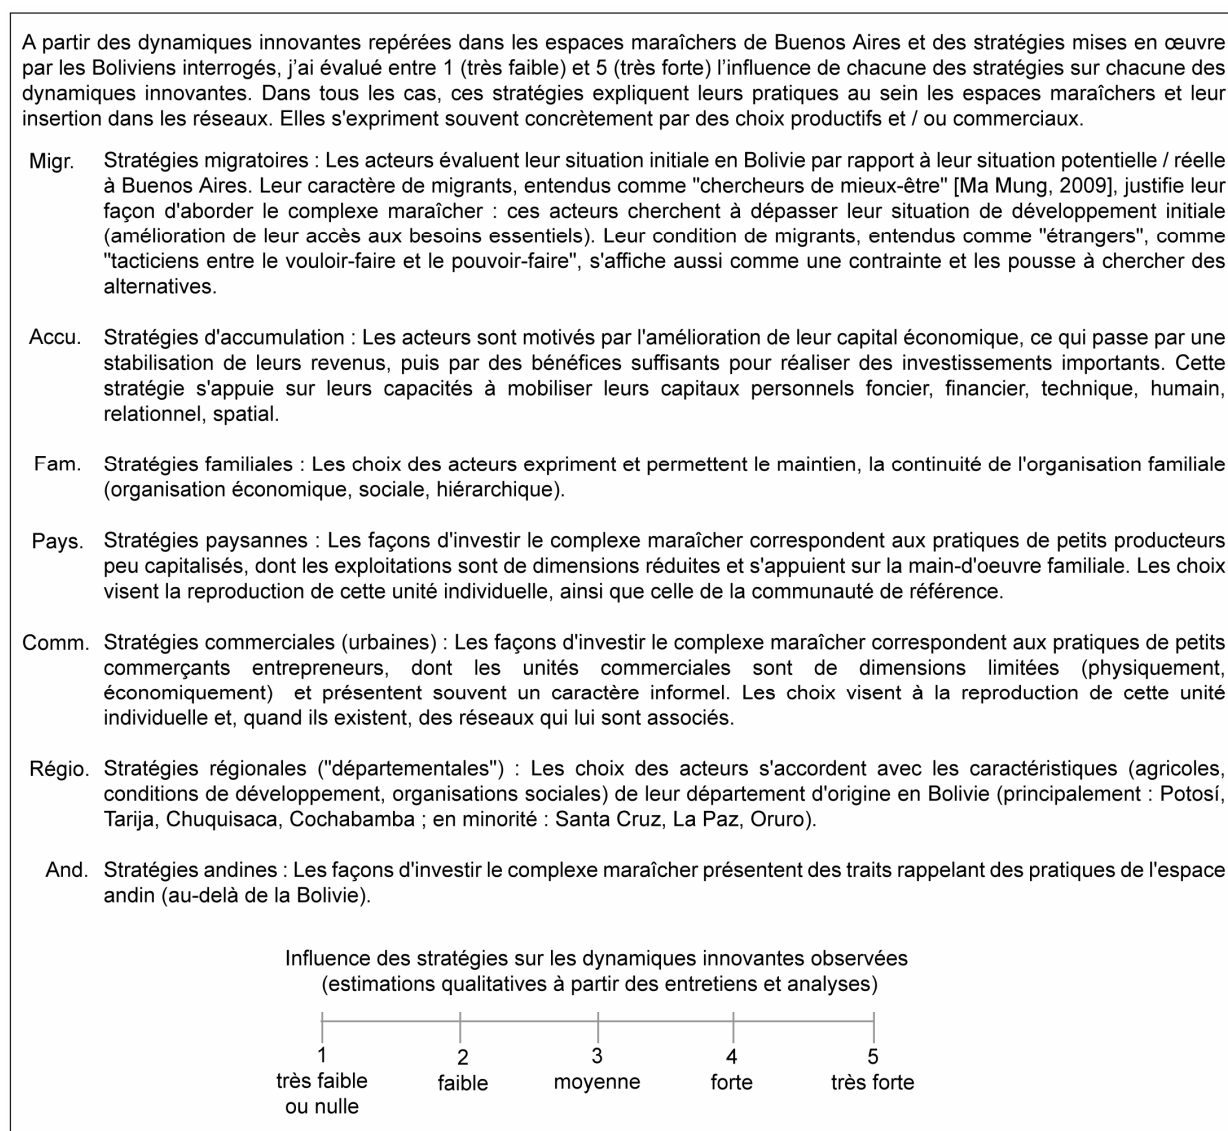 A partir des dynamiques innovantes repérées dans les espaces maraîchers de Buenos Aires et des stratégies mises en œuvre
par les Boliviens interrogés, j'ai évalué entre 1 (très faible) et 5 (très forte) l'influence de chacune des stratégies sur chacune des
dynamiques innovantes. Dans tous les cas, ces stratégies expliquent leurs pratiques au sein les espaces maraîchers et leur
insertion dans les réseaux. Elles s'expriment souvent concrètement par des choix productifs et / ou commerciaux.
Migr. Stratégies migratoires : Les acteurs évaluent leur situation initiale en Bolivie par rapport à leur situation potentielle / réelle
à Buenos Aires. Leur caractère de migrants, entendus comme "chercheurs de mieux-être" [Ma Mung, 2009], justifie leur
façon d'aborder le complexe maraîcher : ces acteurs cherchent à dépasser leur situation de développement initiale
(amélioration de leur accès aux besoins essentiels). Leur condition de migrants, entendus comme "étrangers", comme
"tacticiens entre le vouloir-faire et le pouvoir-faire", s'affiche aussi comme une contrainte et les pousse à chercher des
alternatives.
Accu. Stratégies d'accumulation : Les acteurs sont motivés par l'amélioration de leur capital économique, ce qui passe par une
stabilisation de leurs revenus, puis par des bénéfices suffisants pour réaliser des investissements importants. Cette
stratégie s'appuie sur leurs capacités à mobiliser leurs capitaux personnels foncier, financier, technique, humain,
relationnel, spatial.
Fam. Stratégies familiales : Les choix des acteurs expriment et permettent le maintien, la continuité de l'organisation familiale
(organisation économique, sociale, hiérarchique).
Pays. Stratégies paysannes : Les façons d'investir le complexe maraîcher correspondent aux pratiques de petits producteurs
peu capitalisés, dont les exploitations sont de dimensions réduites et s'appuient sur la main-d'oeuvre familiale. Les choix
visent la reproduction de cette unité individuelle, ainsi que celle de la communauté de référence.
Comm. Stratégies commerciales (urbaines) : Les façons d'investir le complexe maraîcher correspondent aux pratiques de petits
commerçants entrepreneurs, dont les unités commerciales sont de dimensions limitées (physiquement,
économiquement) et présentent souvent un caractère informel. Les choix visent à la reproduction de cette unité
individuelle et, quand ils existent, des réseaux qui lui sont associés.
Régio. Stratégies régionales ("départementales") : Les choix des acteurs s'accordent avec les caractéristiques (agricoles,
conditions de développement, organisations sociales) de leur département d'origine en Bolivie (principalement : Potosí,
Tarija, Chuquisaca, Cochabamba ; en minorité : Santa Cruz, La Paz, Oruro).
And. Stratégies andines : Les façons d'investir le complexe maraîcher présentent des traits rappelant des pratiques de l'espace
andin (au-delà de la Bolivie).
Influence des stratégies sur les dynamiques innovantes observées
(estimations qualitatives à partir des entretiens et analyses)
1 2 3 4 5
très faible faible moyenne forte très forte
ou nulle